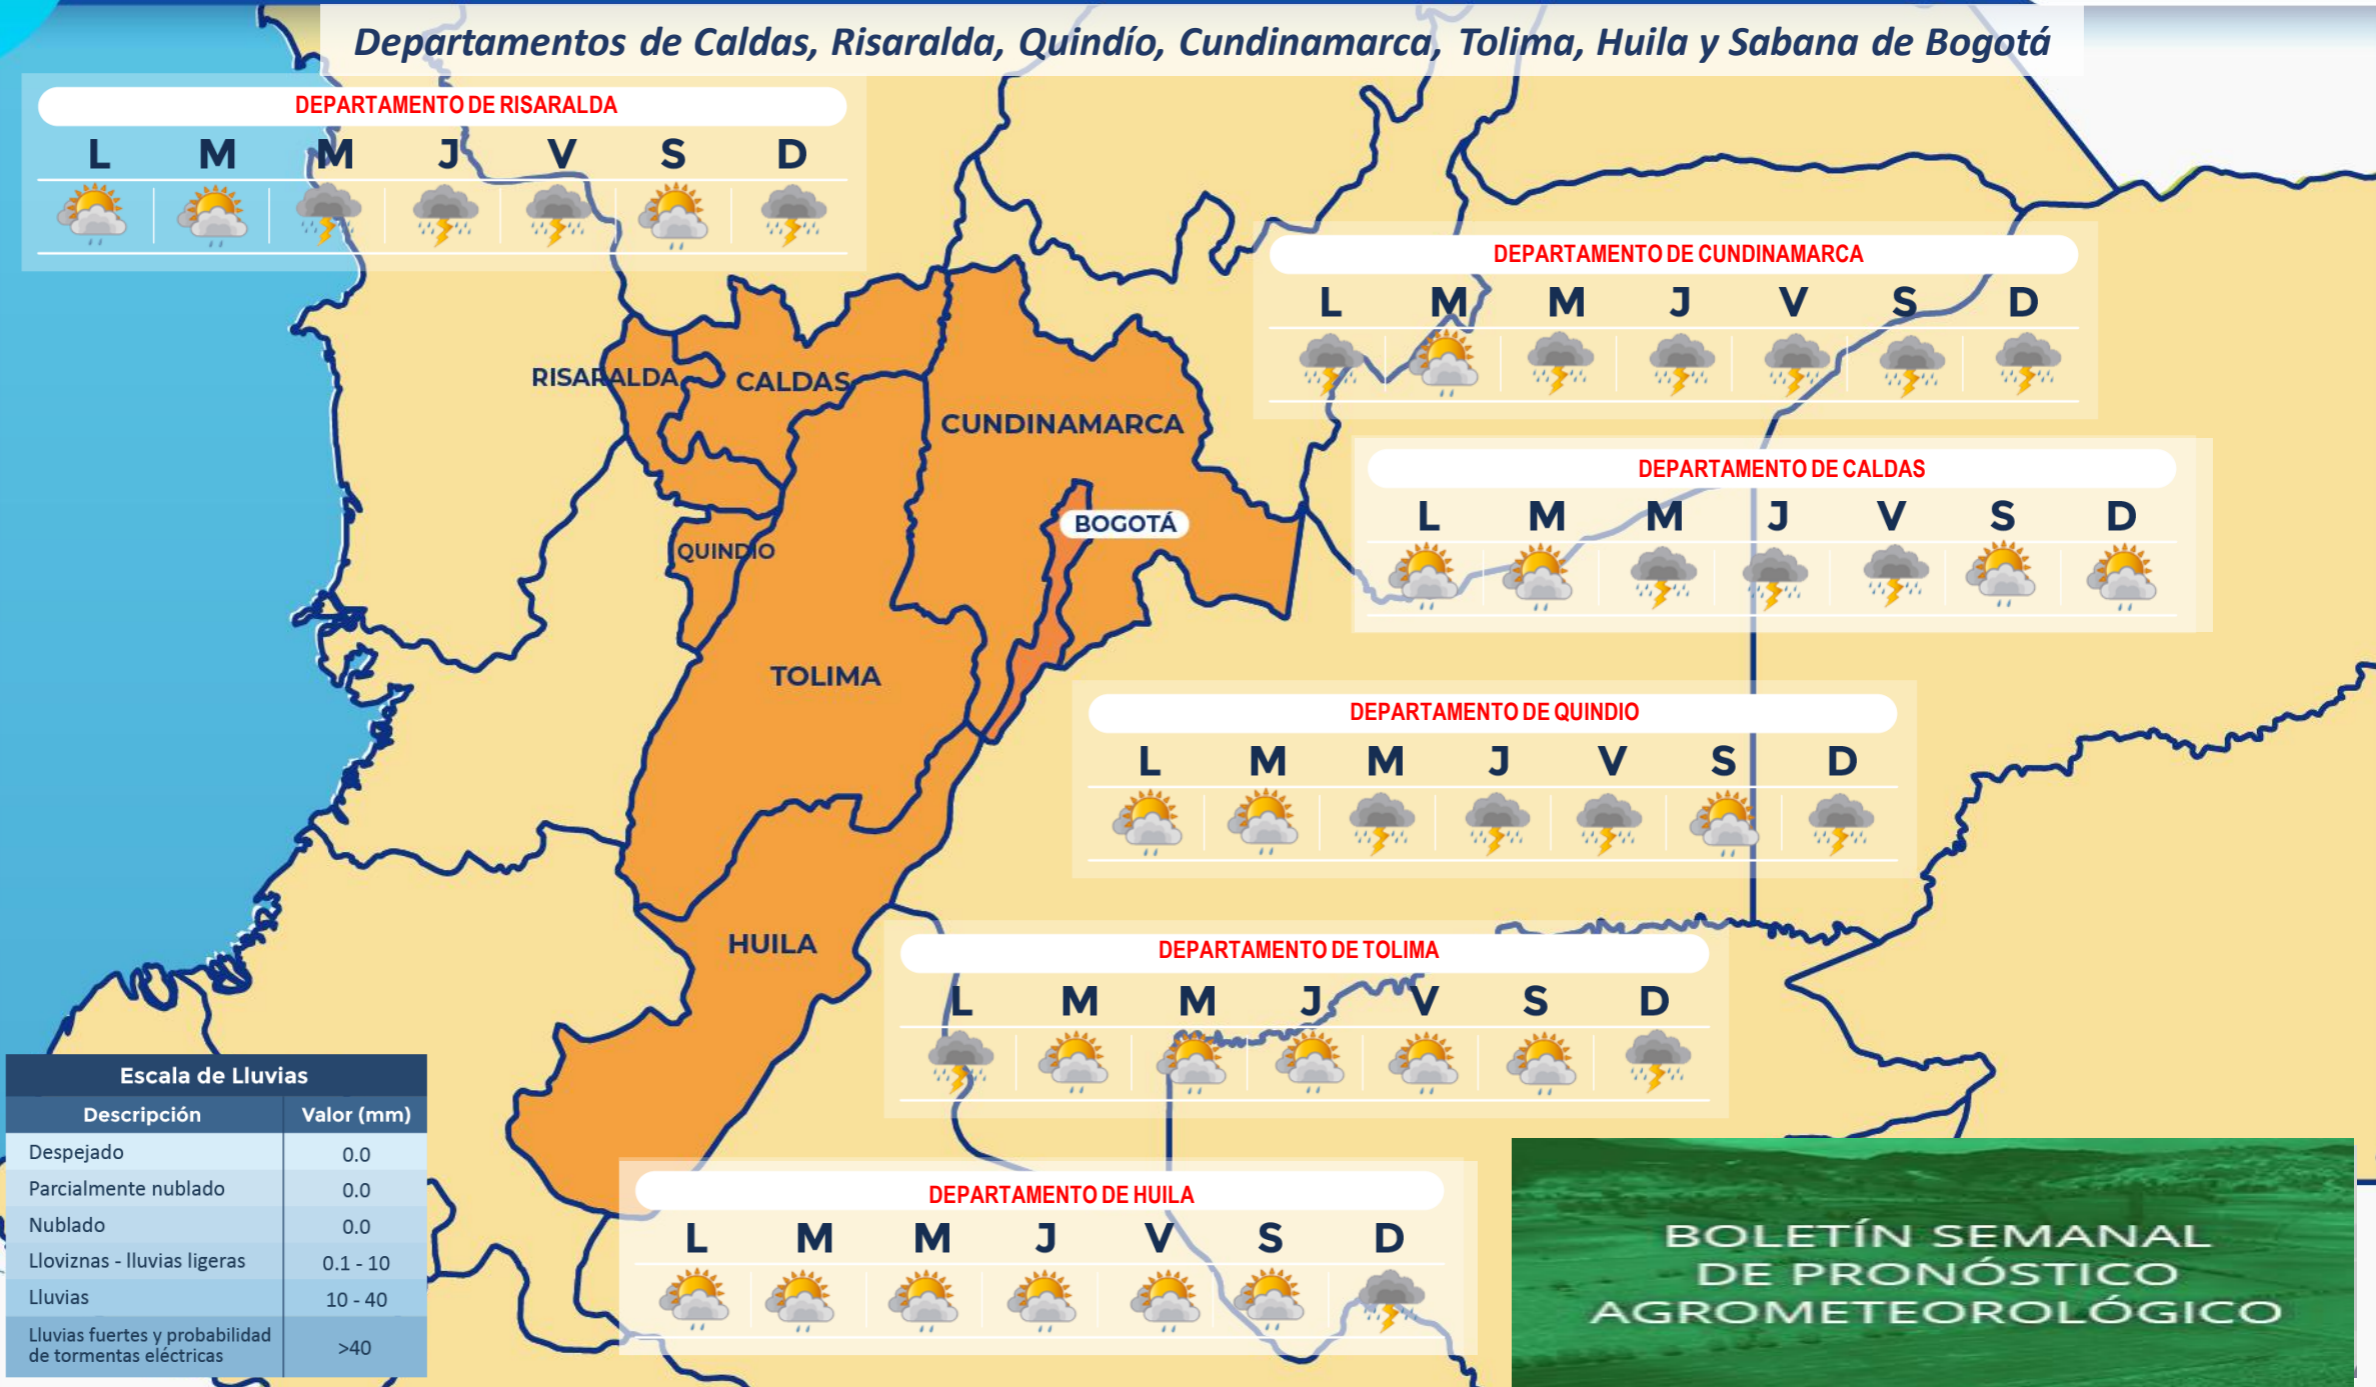 Departamentos de Caldas, Risaralda, Quindío, Cundinamarca, Tolima, Huila y Sabana de Bogotá
DEPARTAMENTO DE RISARALDA
L M M J V S D
DEPARTAMENTO DE CUNDINAMARCA
L M M J V S D
RISARALDA
CALDAS
CUNDINAMARCA
BOGOTÁ
QUINDIO
TOLIMA
HUILA
DEPARTAMENTO DE CALDAS
L M M J V S D
DEPARTAMENTO DE QUINDIO
L M M J V S D
DEPARTAMENTO DE TOLIMA
L M M J V S D
DEPARTAMENTO DE HUILA
L M M J V S D
Escala de Lluvias
Descripción Valor (mm)
Despejado 0.0
Parcialmente nublado 0.0
Nublado 0.0
Lloviznas - lluvias ligeras 0.1 - 10
Lluvias 10 - 40
Lluvias fuertes y probabilidad
de tormentas eléctricas >40
BOLETÍN SEMANAL
DE PRONÓSTICO
AGROMETEOROLÓGICO